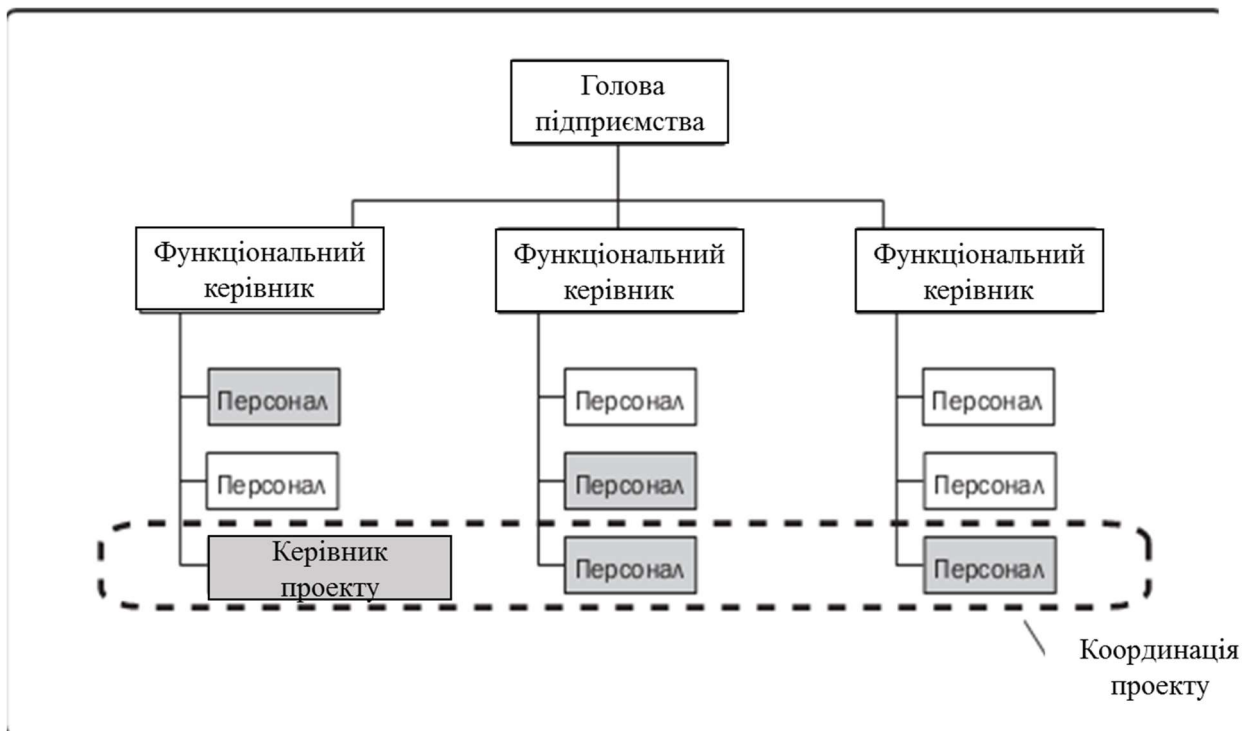 Голова
підприємства
Функціональний
керівник
Функціональний
керівник
Функціональний
керівник
Персонал
Персонал
Персонал
Персонал
Персонал
Персонал
Керівник
проекту
Персонал
Персонал
Координація
проекту